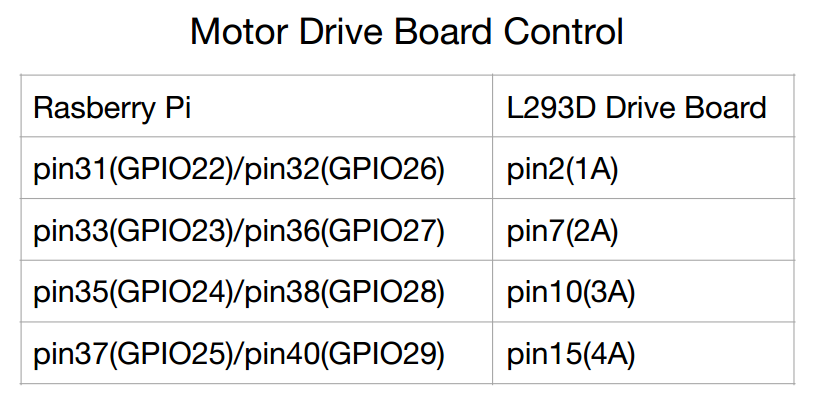 Motor Drive Board Control
Rasberry Pi L293D Drive Board
pin31(GPIO22)/pin32(GPIO26) pin2(1A)
pin33(GPIO23)/pin36(GPIO27) pin7(2A)
pin35(GPIO24)/pin38(GPIO28) pin10(3A)
pin37(GPIO25)/pin40(GPIO29) pin15(4A)